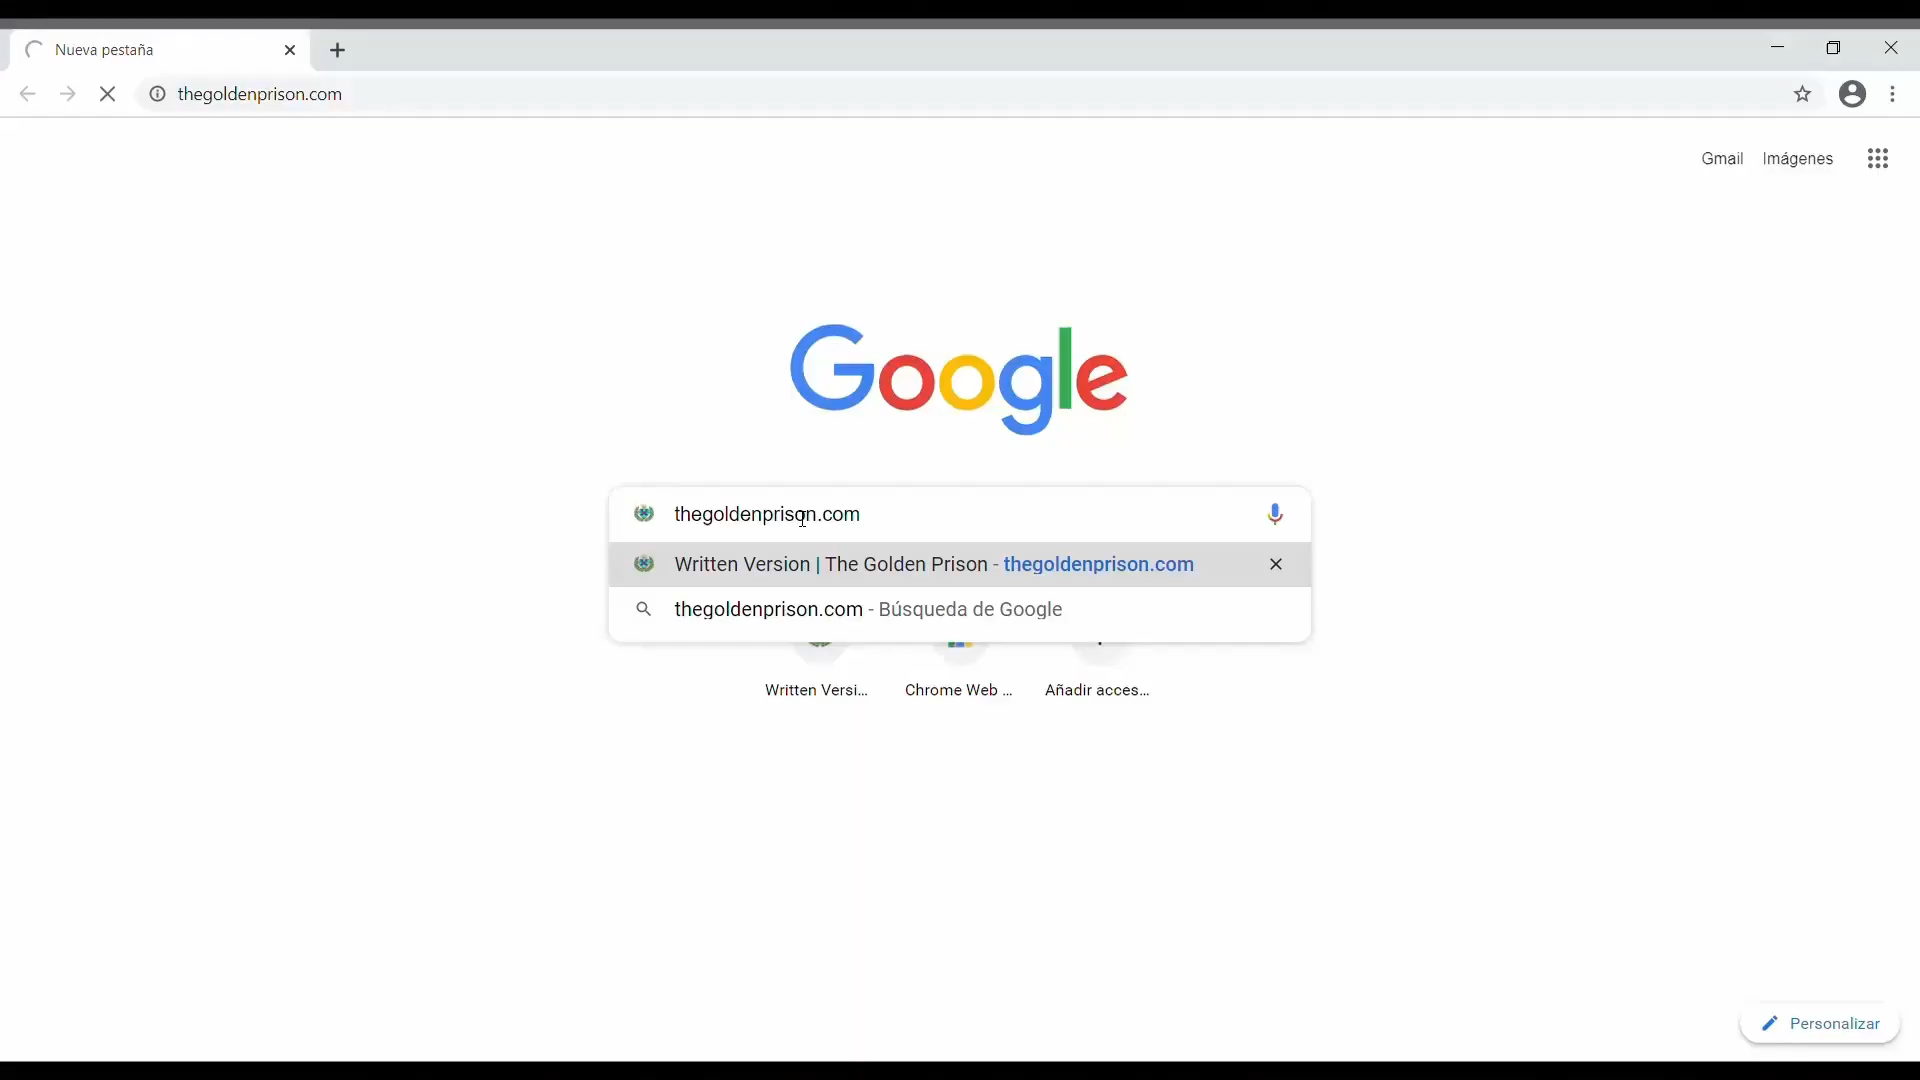 Nueva pestaña
thegoldenprison.com
Gmail Imágenes
Google
thegoldenprison.com
Written Version | The Golden Prison - thegoldenprison.com
thegoldenprison.com - Búsqueda de Google
Written Versi... Chrome Web ... Añadir acces...
Personalizar